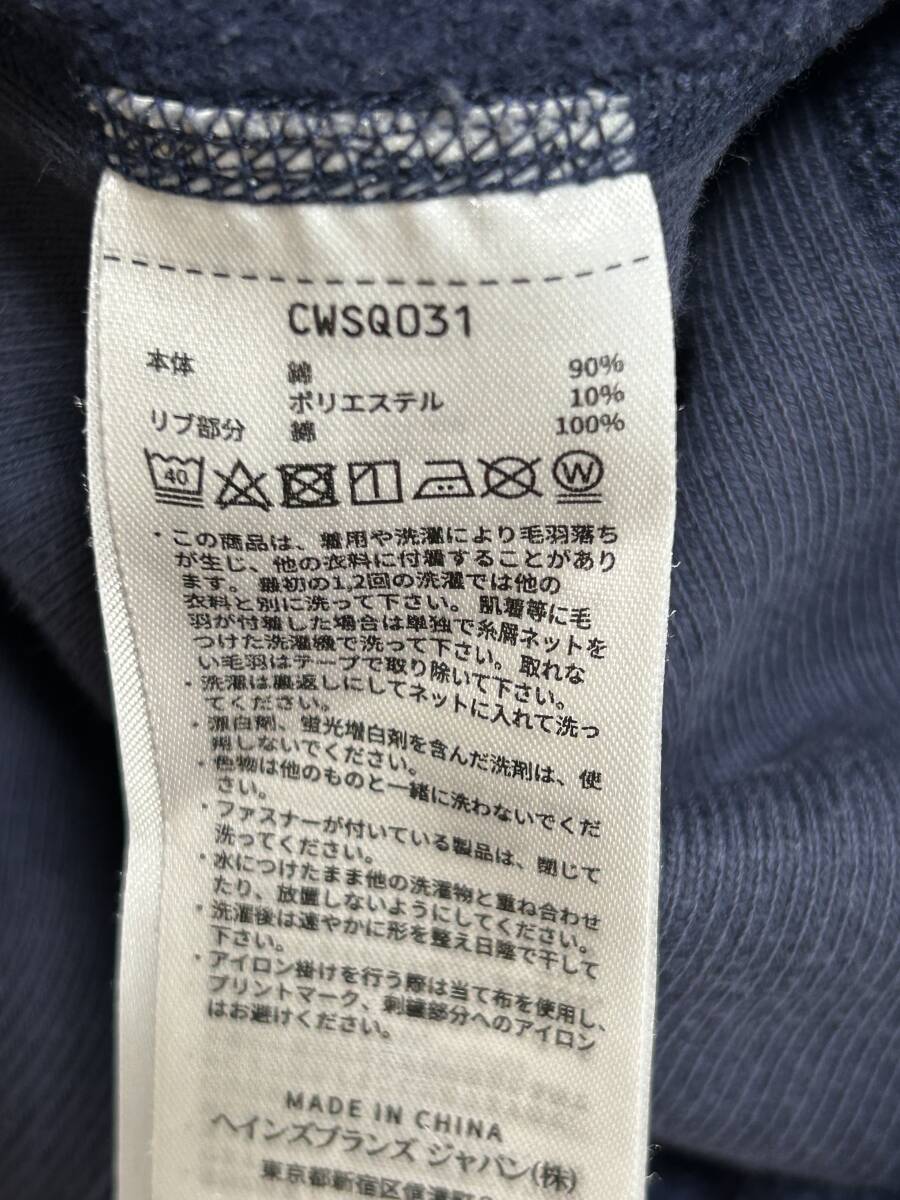 CWSQ031
本体 綿 90%
ポリエステル 10%
リブ部分 綿 100%
40 W
・この商品は、着用や洗濯により毛羽落ち
が生じ、他の衣料に付着することがあり
ます。最初の1,2回の洗濯では他の
衣料と別に洗って下さい。肌着等に毛
羽が付着した場合は単独で糸屑ネットを
つけた洗濯機で洗って下さい。取れな
い毛羽はテープで取り除いて下さい。
・洗濯は裏返しにしてネットに入れて洗っ
てください。
・漂白剤、蛍光増白剤を含んだ洗剤は、使
用しないでください。
・色物は他のものと一緒に洗わないでくだ
さい。
・ファスナーが付いている製品は、閉じて
洗ってください。
・水につけたまま他の洗濯物と重ね合わせ
たり、放置しないようにしてください。
・洗濯後は速やかに形を整え日陰で干して
下さい。
・アイロン掛けを行う際は当て布を使用し、
プリントマーク、刺繍部分へのアイロン
はお避けください。
MADE IN CHINA
ヘインズブランズ ジャパン(株)
東京都新宿区信濃町